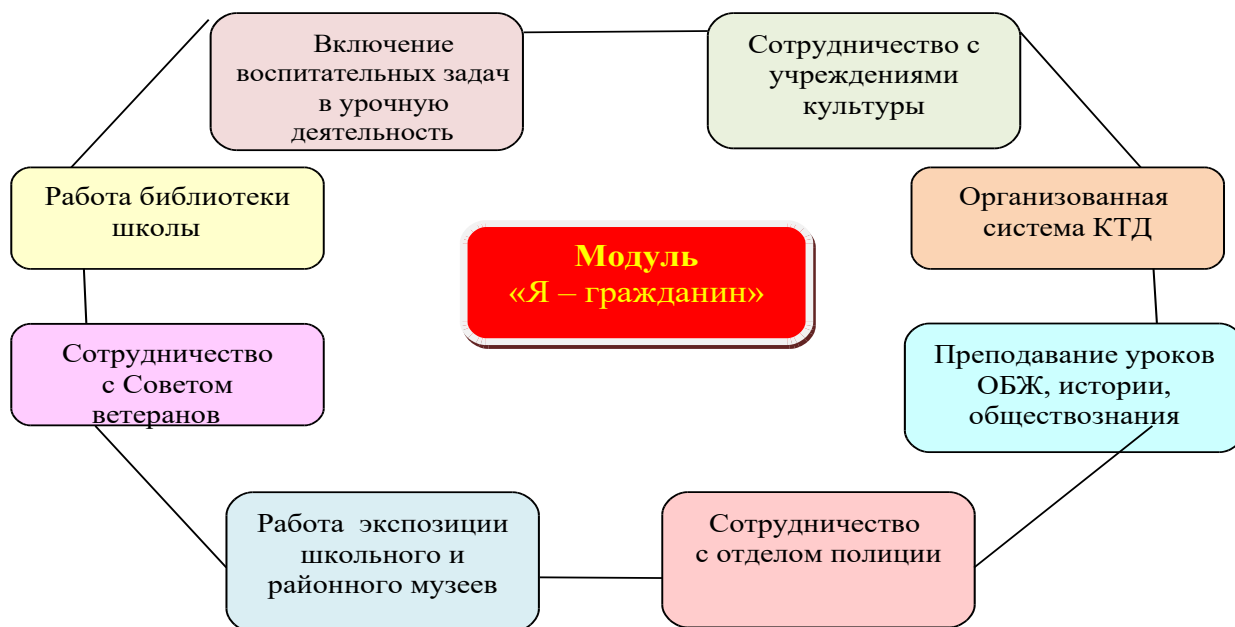 Включение
воспитательных задач
в урочную
деятельность
Сотрудничество с
учреждениями
культуры
Работа библиотеки
школы
Организованная
система КТД
Модуль
«Я – гражданин»
Сотрудничество
с Советом
ветеранов
Преподавание уроков
ОБЖ, истории,
обществознания
Работа экспозиции
школьного и
районного музеев
Сотрудничество
с отделом полиции